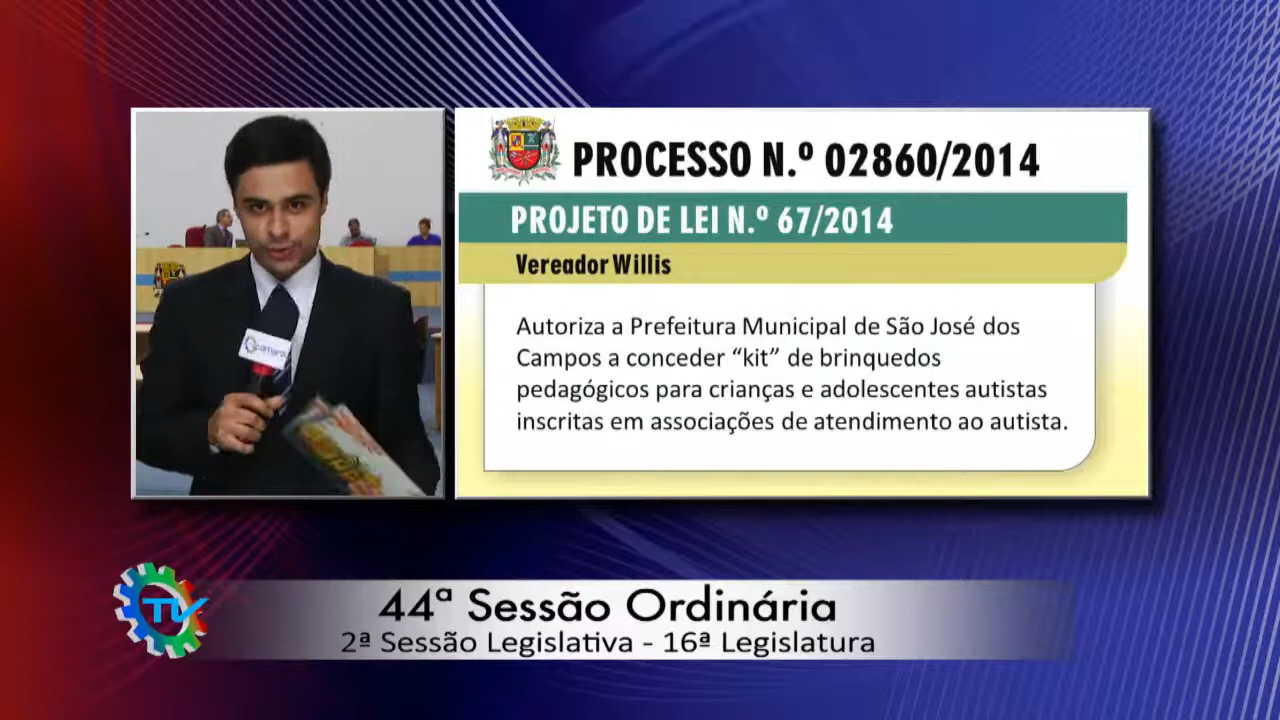 PROCESSO N.º 02860/2014
PROJETO DE LEI N.º 67/2014
Vereador Willis
Autoriza a Prefeitura Municipal de São José dos
Campos a conceder “kit” de brinquedos
pedagógicos para crianças e adolescentes autistas
inscritas em associações de atendimento ao autista.
câmara
TV
44ª Sessão Ordinária
2ª Sessão Legislativa - 16ª Legislatura